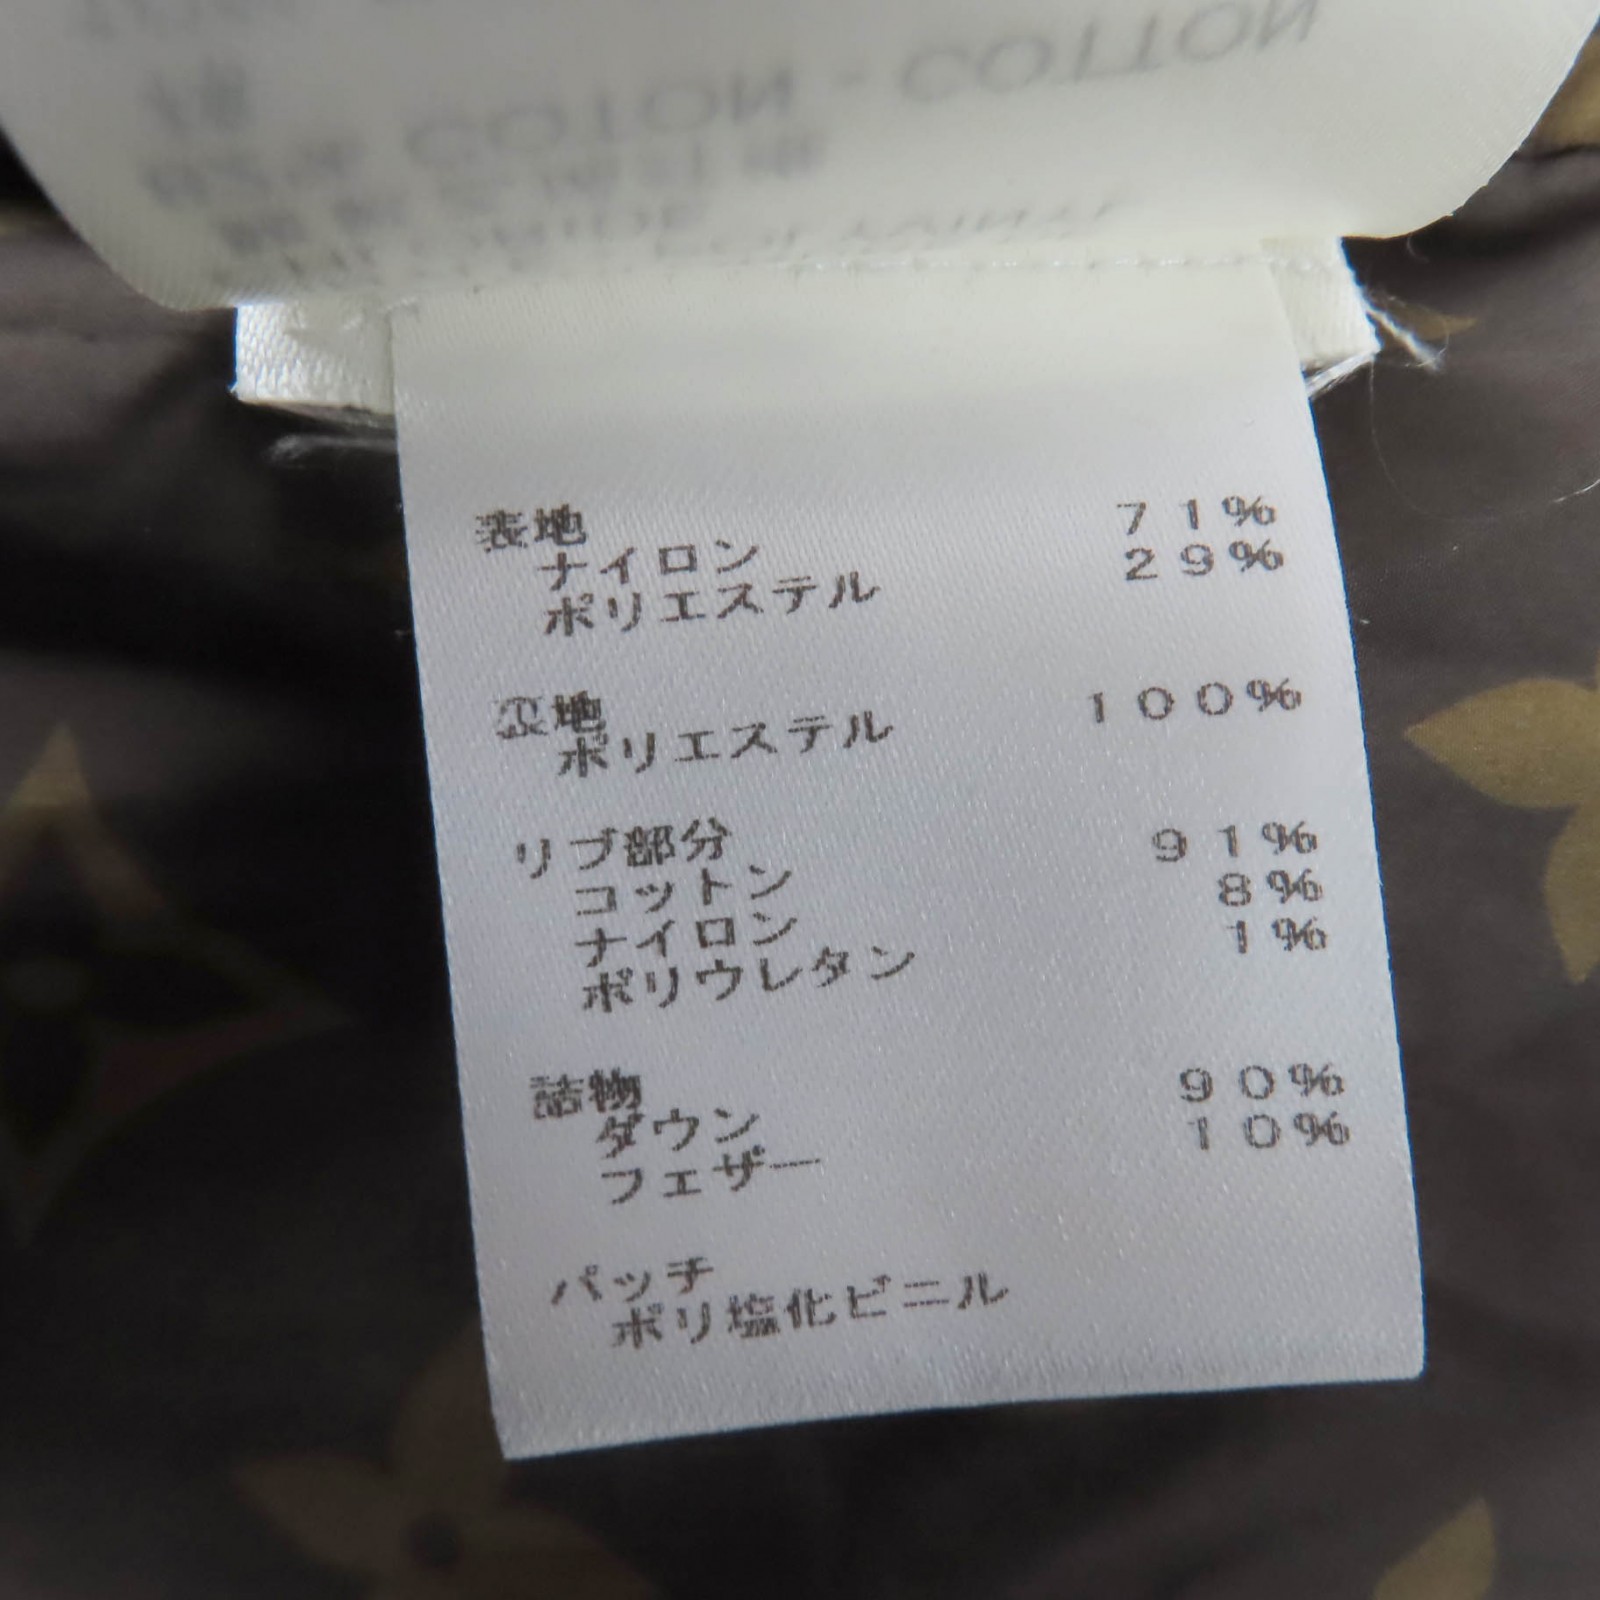 COTON - COTTON
表地
ナイロン 71%
ポリエステル 29%
裏地
ポリエステル 100%
リブ部分
コットン 91%
ナイロン 8%
ポリウレタン 1%
詰物
ダウン 90%
フェザー 10%
パッチ
ポリ塩化ビニル